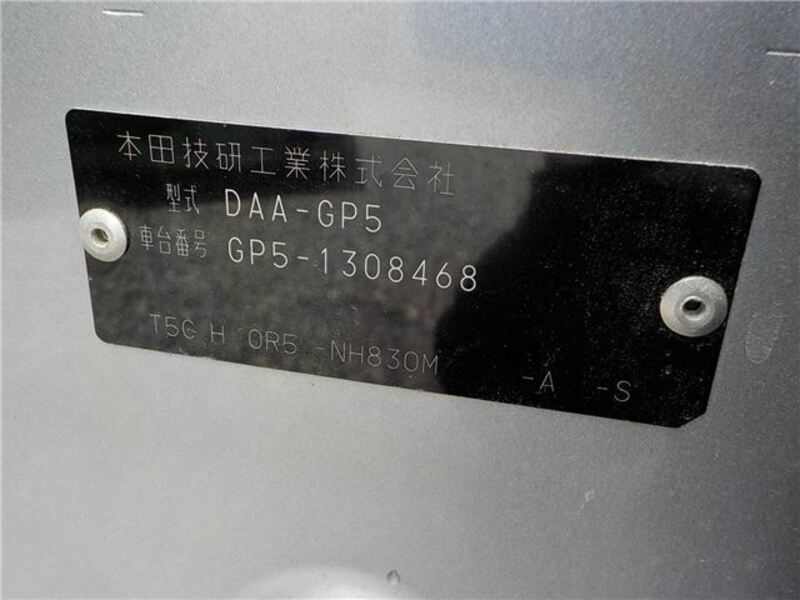 本田技研工業株式会社
型式 DAA-GP5
車台番号 GP5-1308468
T5C H 0R5 -NH830M -A -S